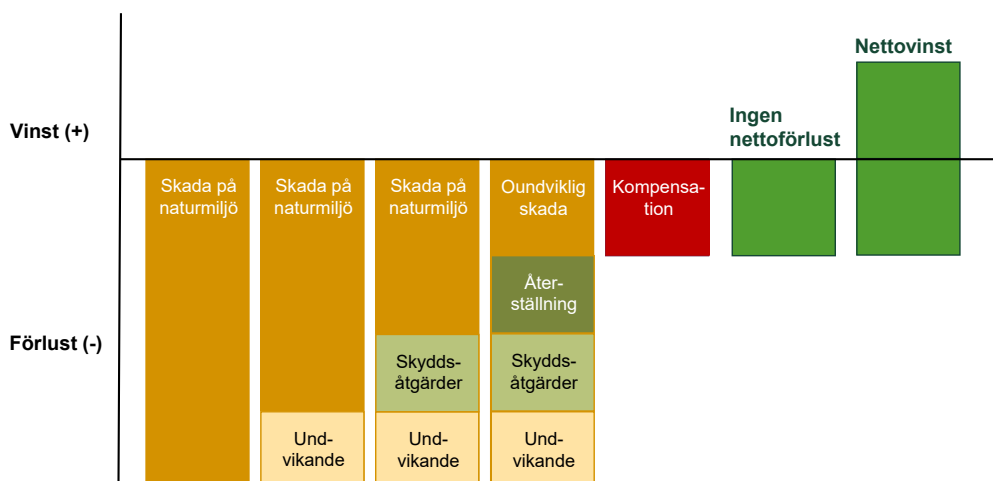 Nettovinst
Ingen
nettoförlust
Vinst (+)
Skada på
naturmiljö
Skada på
naturmiljö
Skada på
naturmiljö
Oundviklig
skada
Kompensa-
tion
Åter-
ställning
Förlust (-)
Skydds-
åtgärder
Skydds-
åtgärder
Und-
vikande
Und-
vikande
Und-
vikande